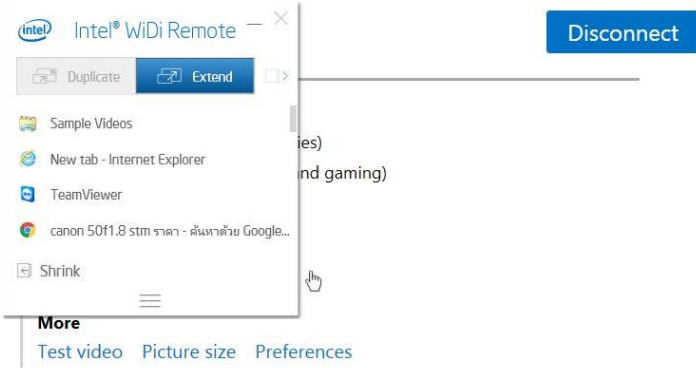 intel
Intel® WiDi Remote
Disconnect
Duplicate
Extend
Sample Videos
New tab - Internet Explorer
TeamViewer
canon 50f1.8 stm ราคา - ค้นหาด้วย Google...
Shrink
ies)
nd gaming)
More
Test video Picture size Preferences